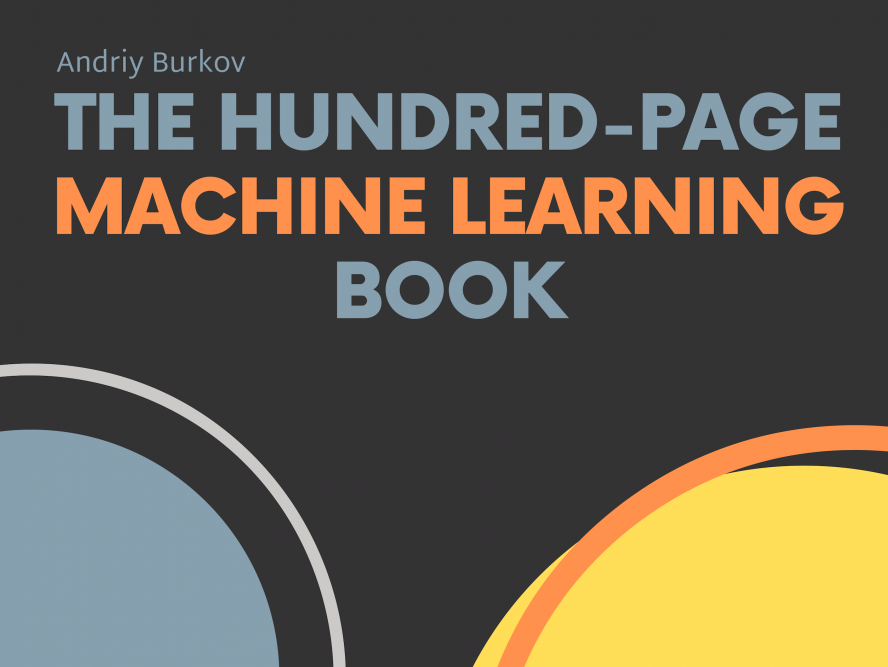 Andriy Burkov
THE HUNDRED-PAGE
MACHINE LEARNING
BOOK